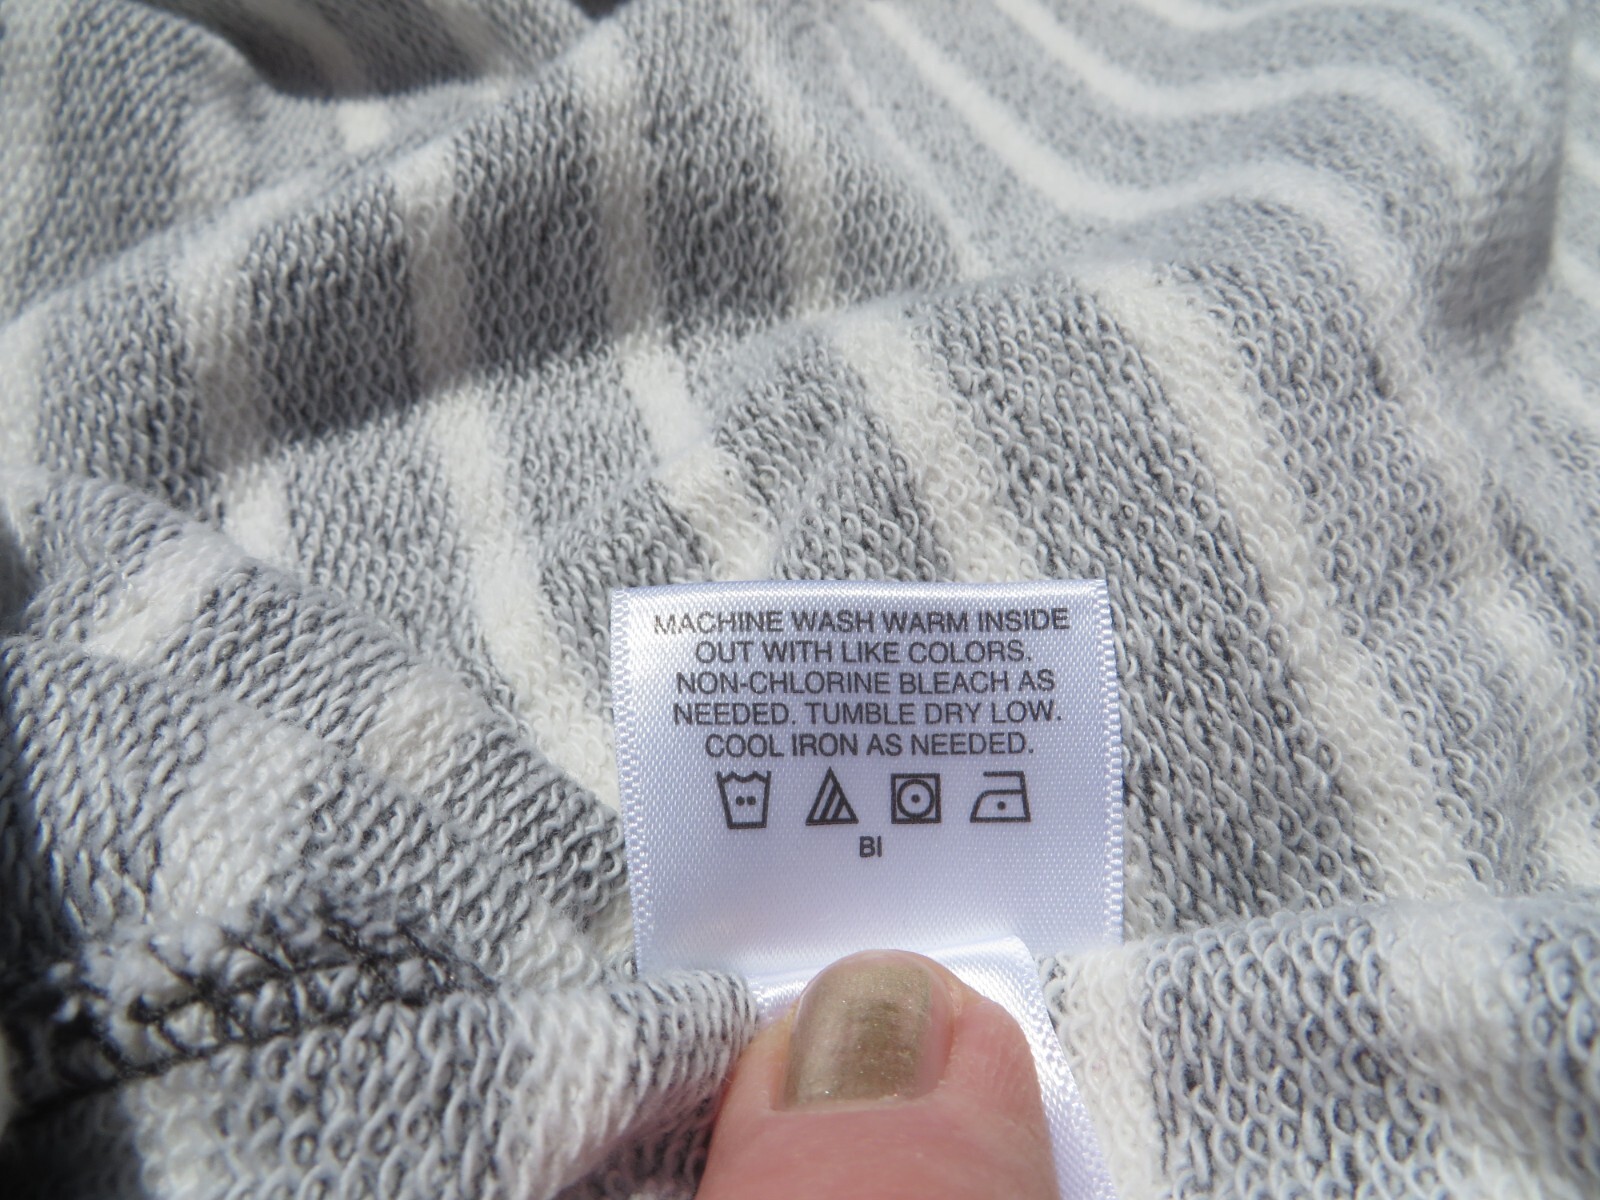 MACHINE WASH WARM INSIDE
OUT WITH LIKE COLORS.
NON-CHLORINE BLEACH AS
NEEDED. TUMBLE DRY LOW.
COOL IRON AS NEEDED.
BI